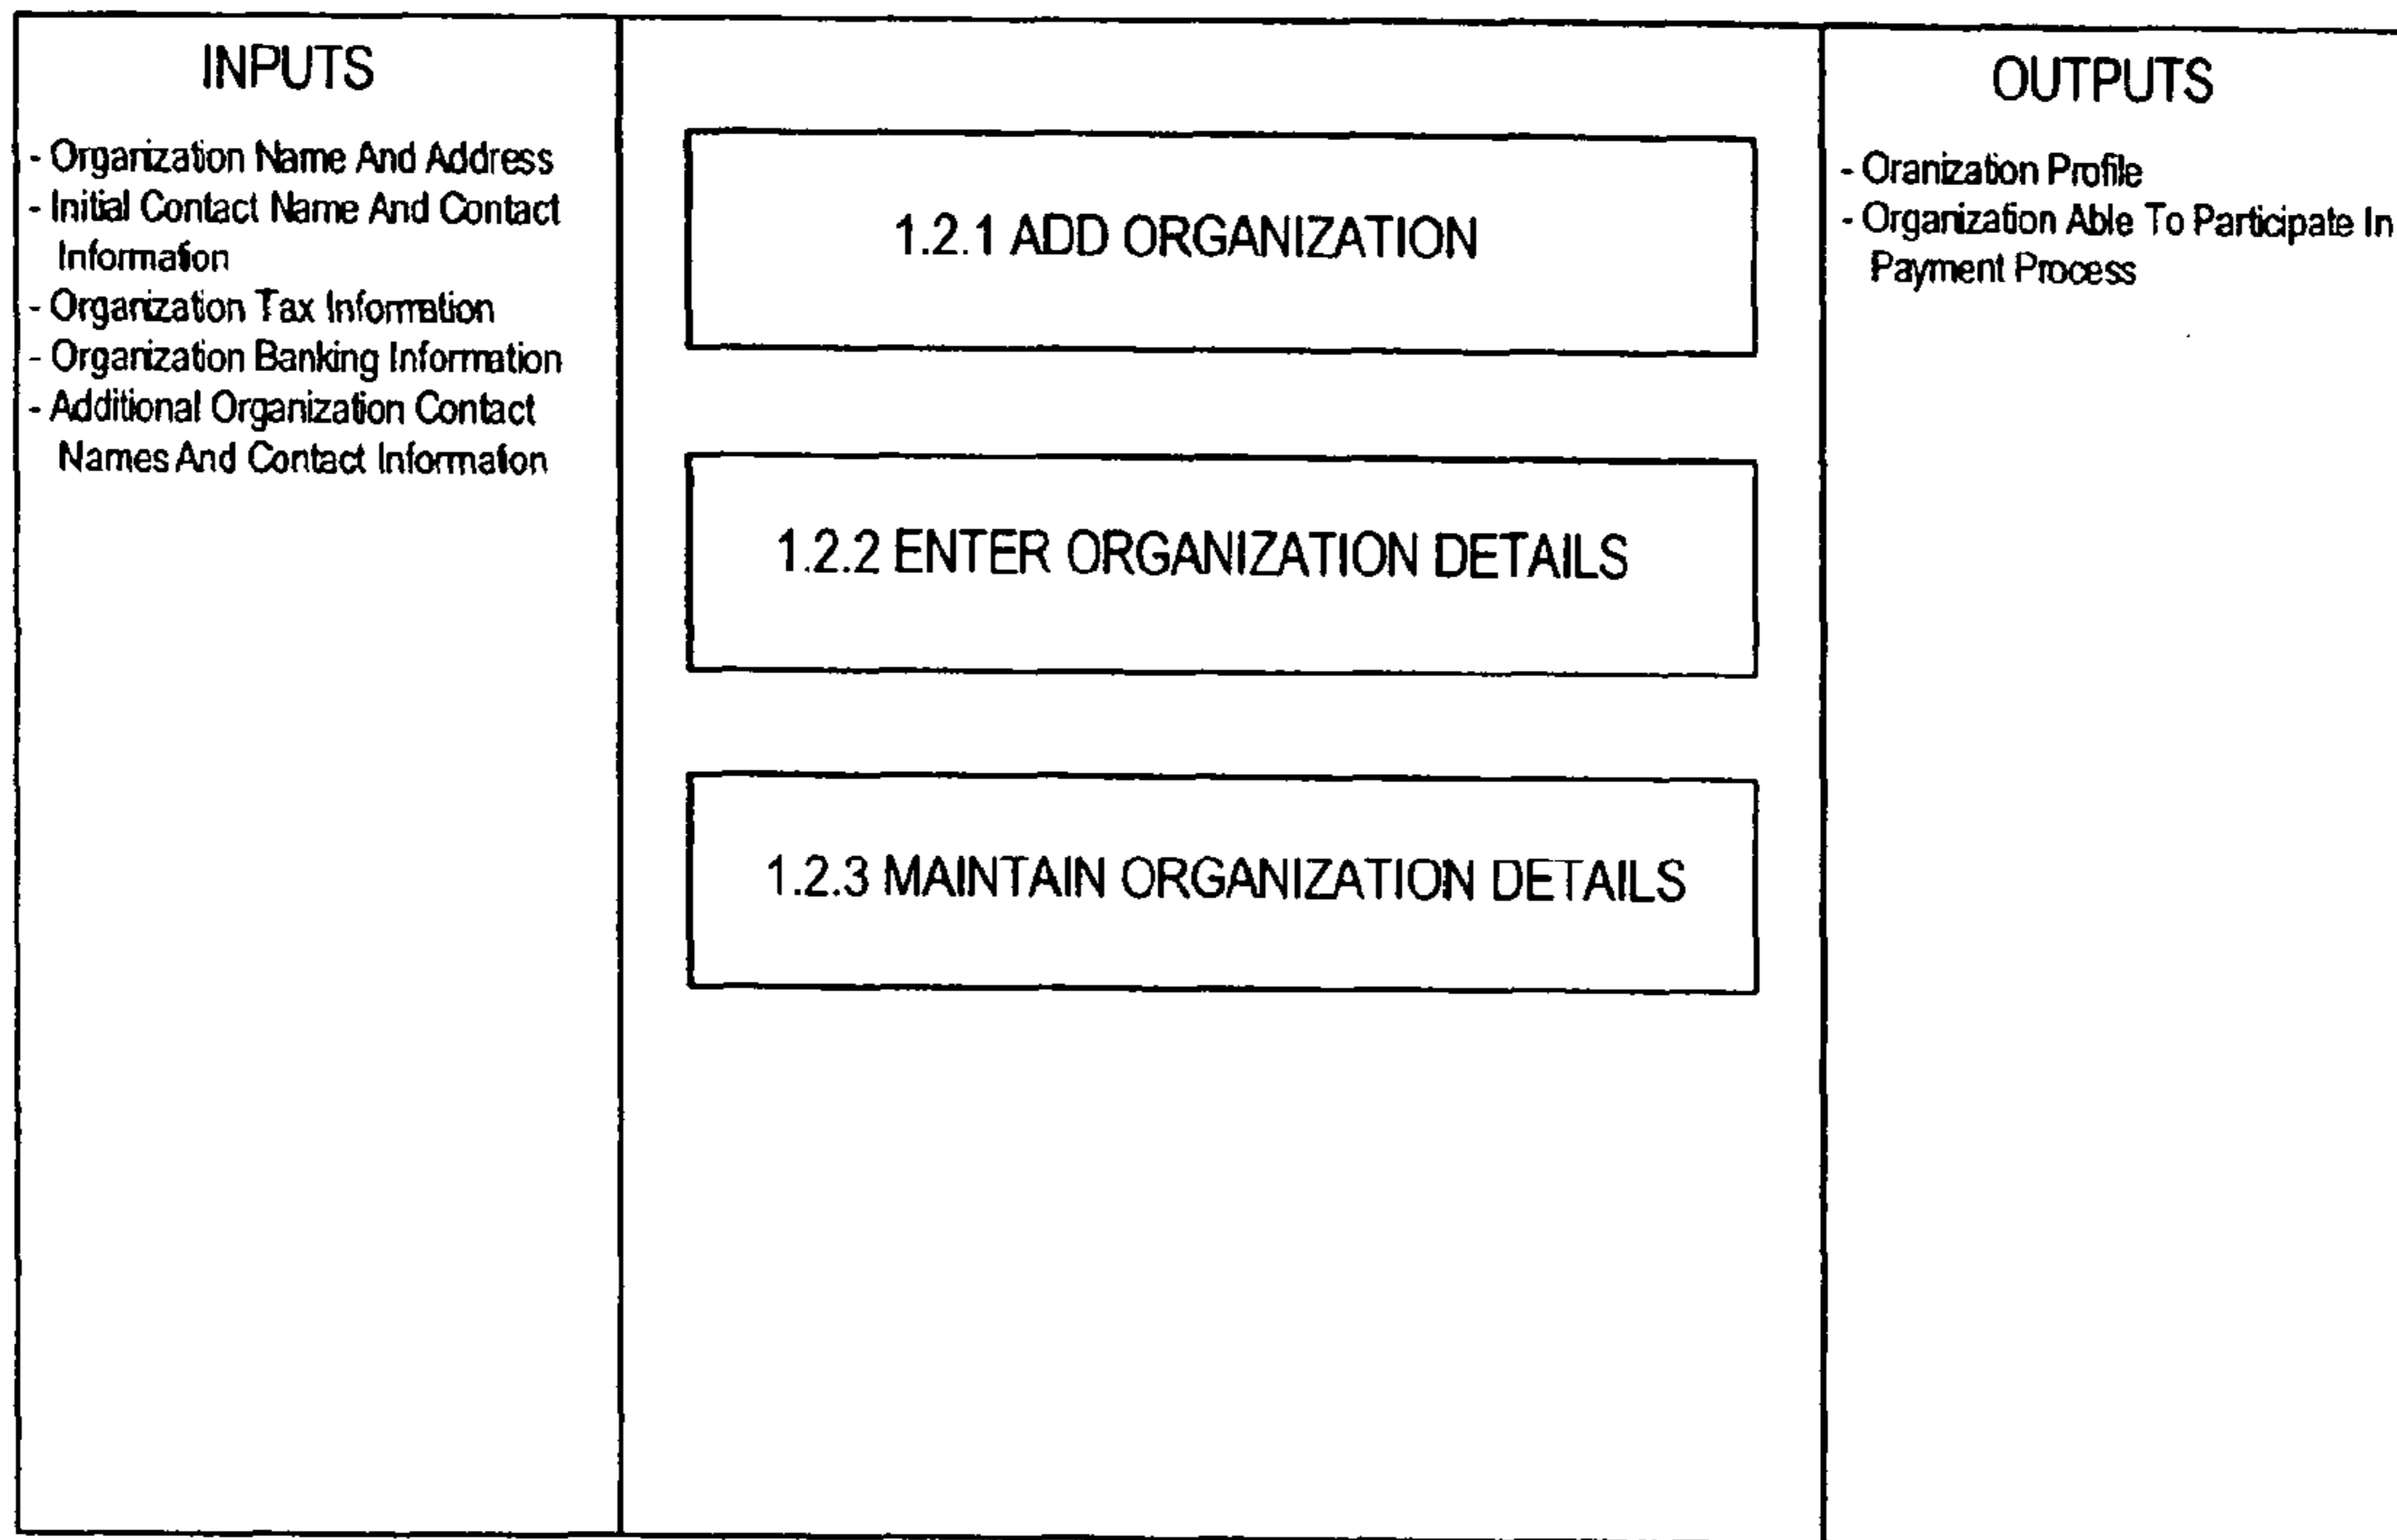 INPUTS
- Organization Name And Address
- Initial Contact Name And Contact
Information
- Organization Tax Information
- Organization Banking Information
- Additional Organization Contact
Names And Contact Information
1.2.1 ADD ORGANIZATION
1.2.2 ENTER ORGANIZATION DETAILS
1.2.3 MAINTAIN ORGANIZATION DETAILS
OUTPUTS
- Oranization Profile
- Organization Able To Participate In
Payment Process